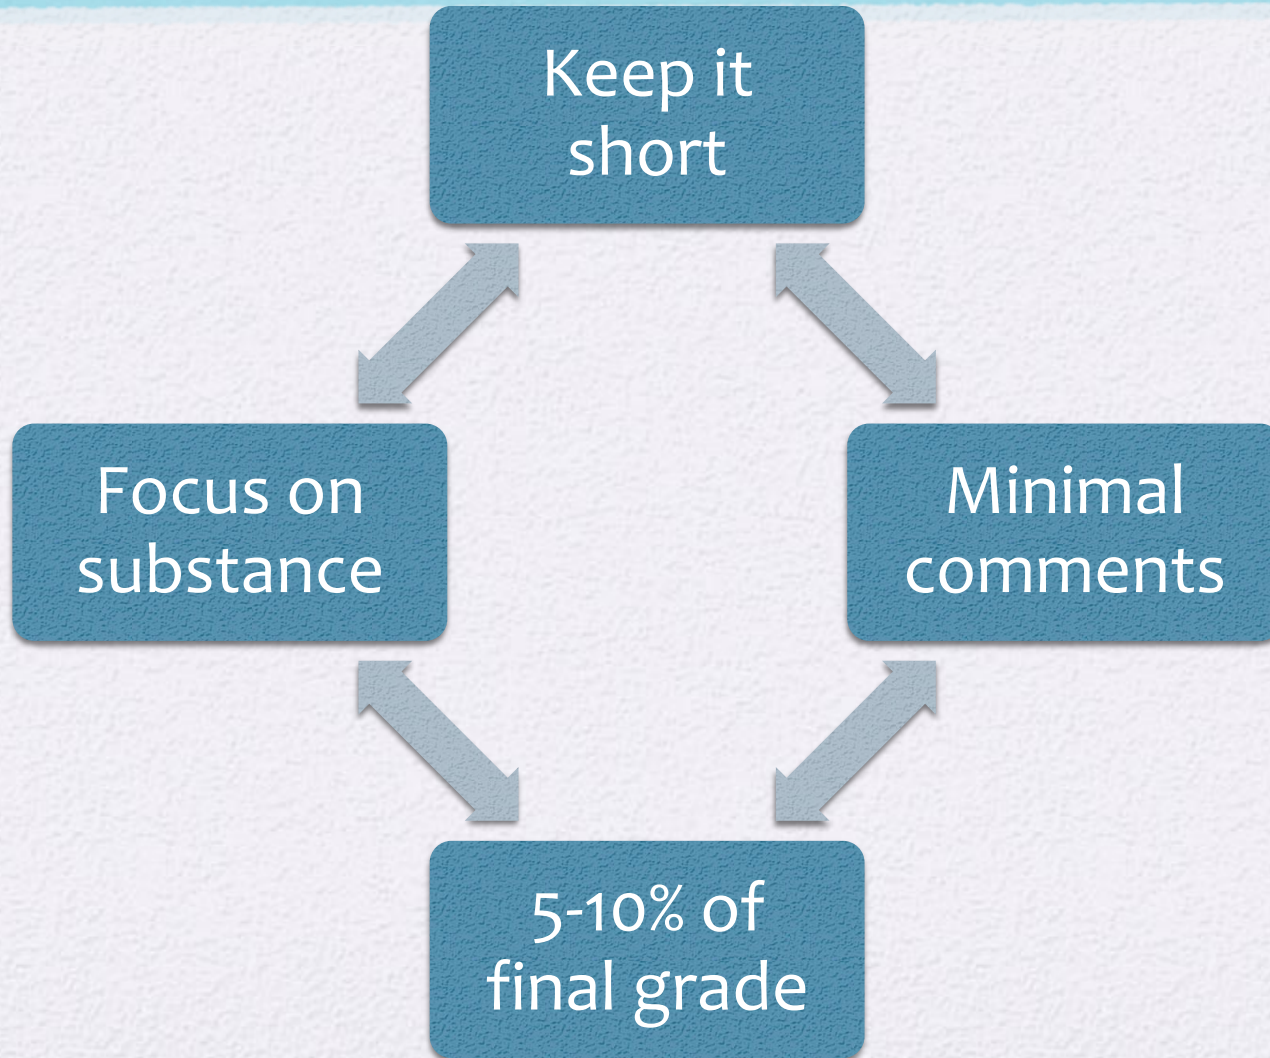 Keep it
short
Focus on
substance
Minimal
comments
5-10% of
final grade